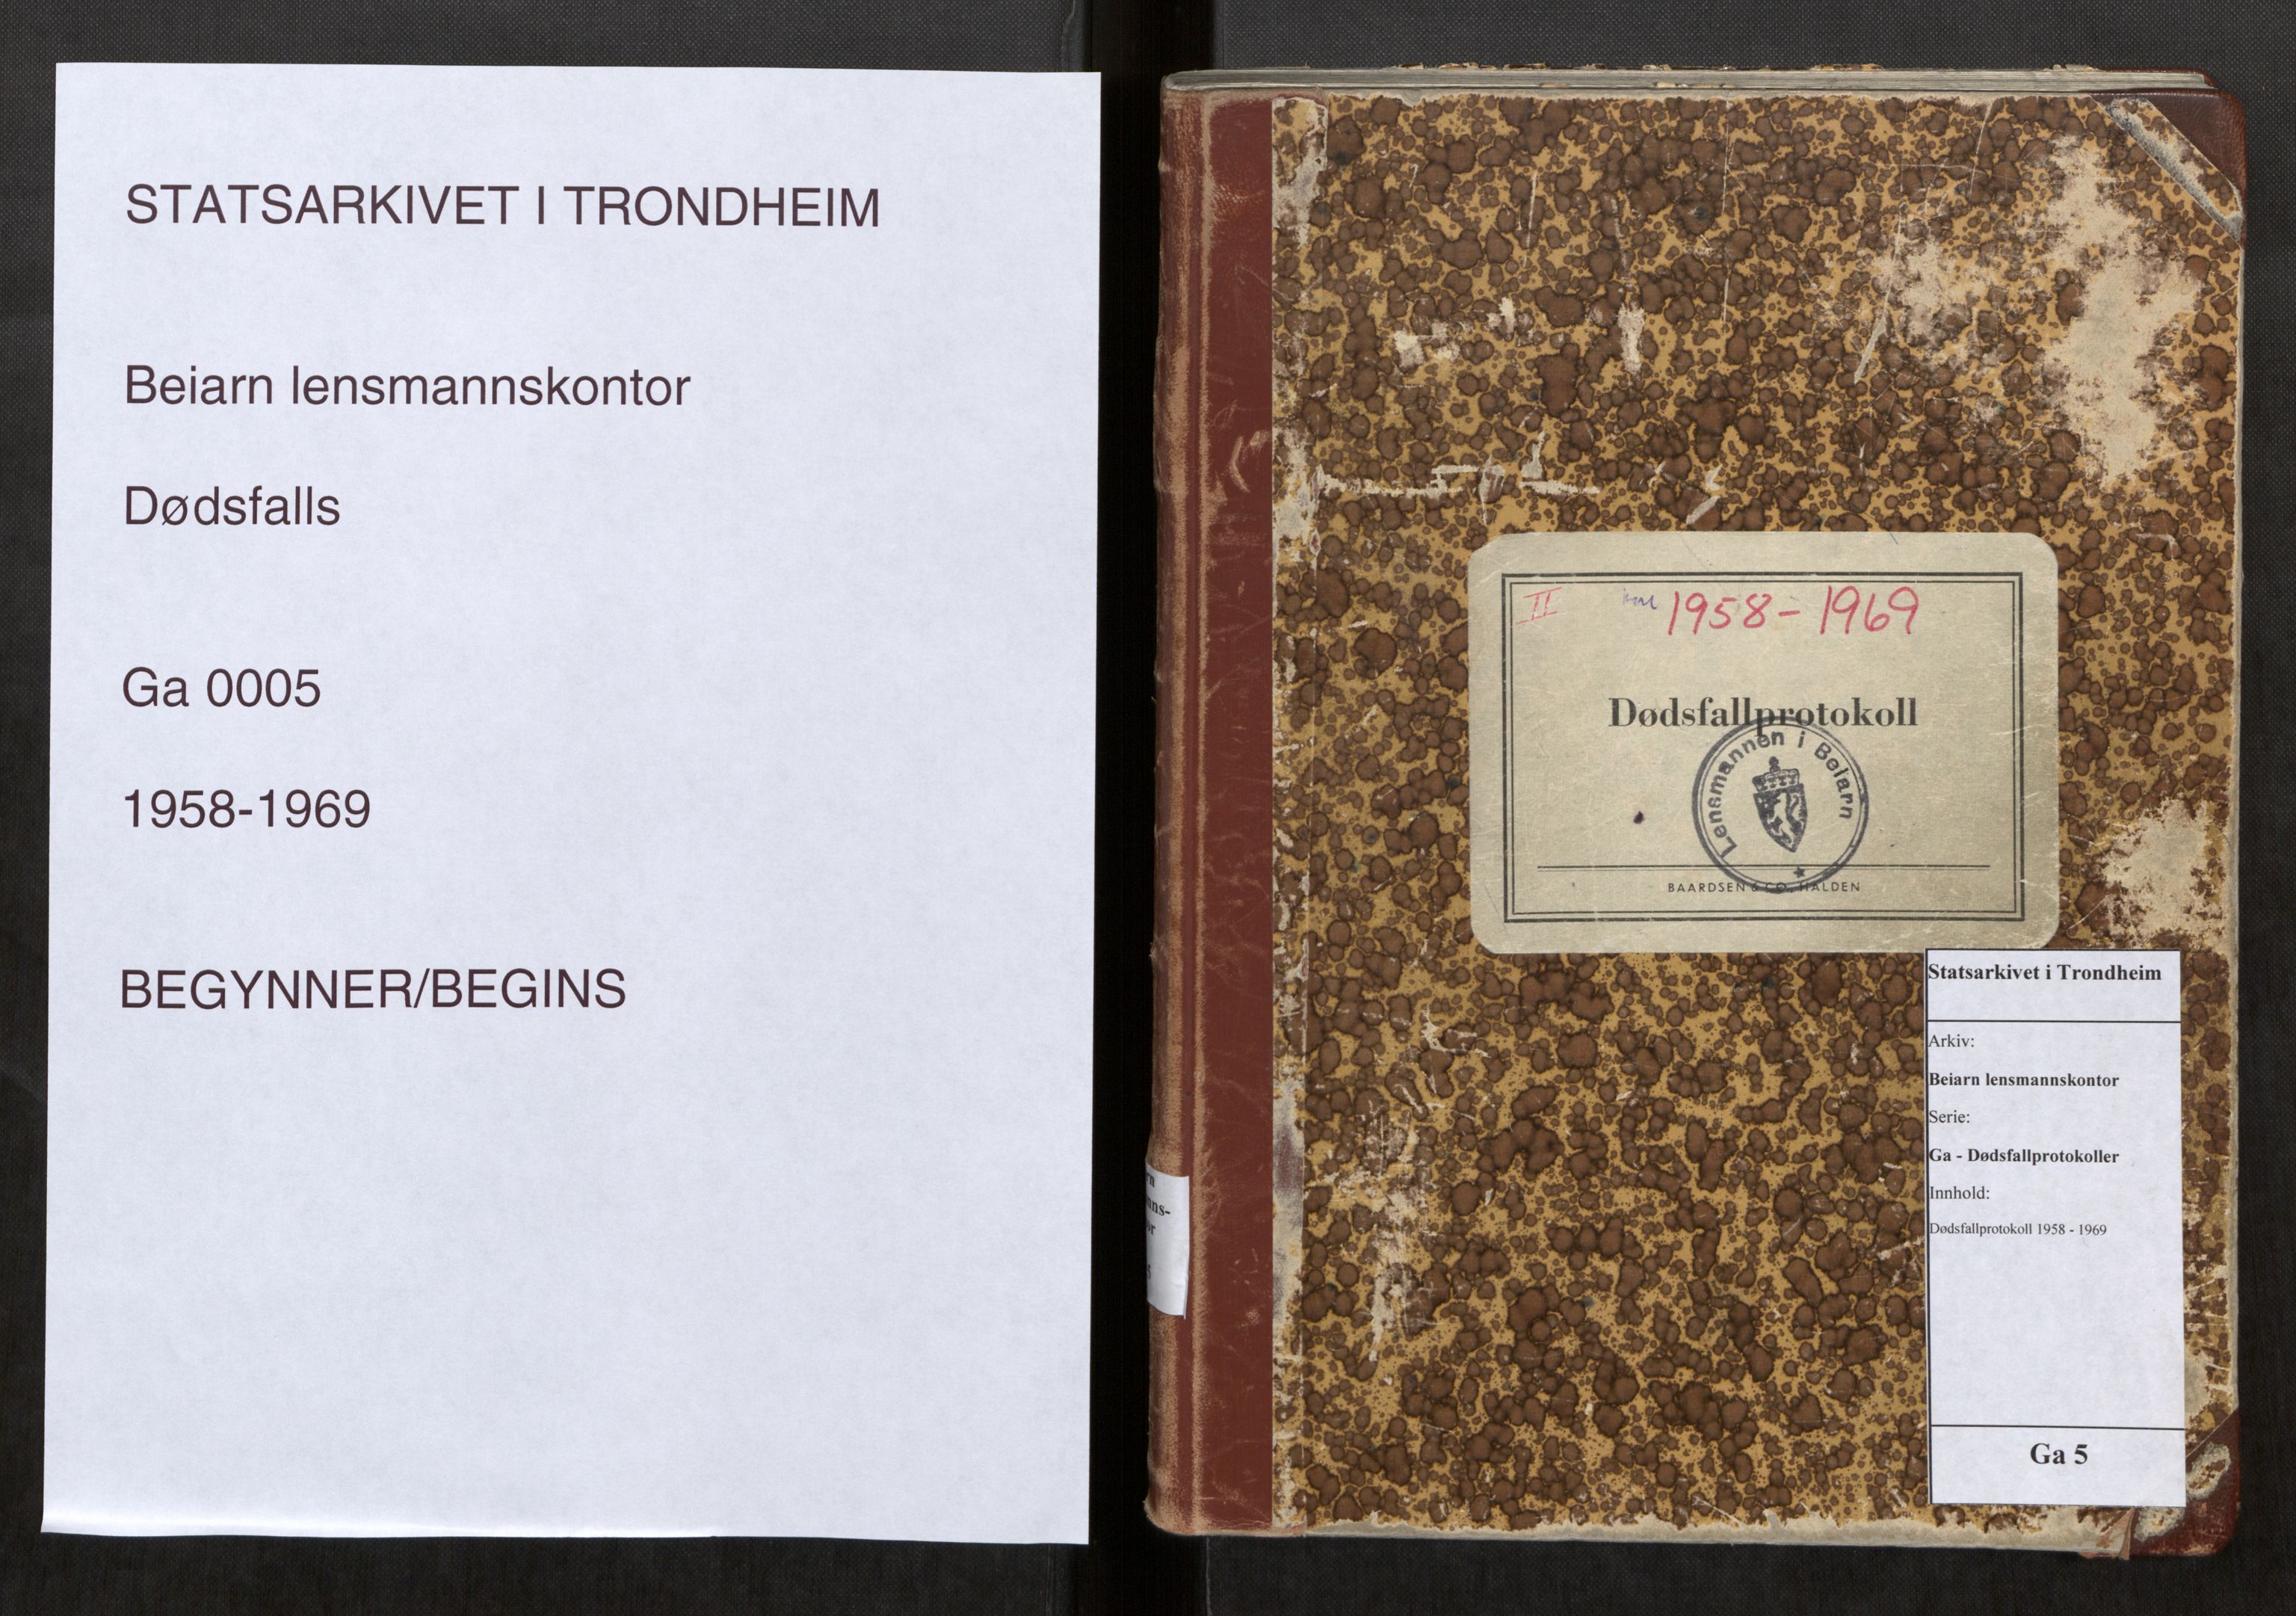 STATSARKIVET I TRONDHEIM
Beiarn lensmannskontor
Dødsfalls
Ga 0005
1958-1969
BEGYNNER/BEGINS
II 1958-1969
Dødsfallprotokoll
Lensmannen i Beiarn
BAARDSEN & CO. HALDEN
Statsarkivet i Trondheim
Arkiv:
Beiarn lensmannskontor
Serie:
Ga - Dødsfallprotokoller
Innhold:
Dødsfallprotokoll 1958 - 1969
Ga 5